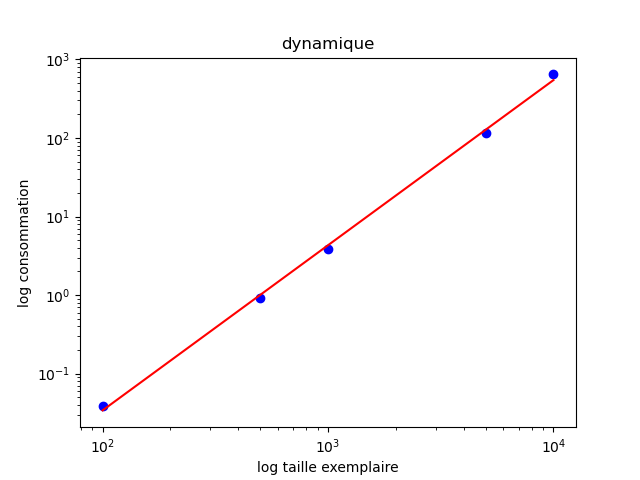 dynamique
log consommation
10³
10²
10¹
10⁰
10⁻¹
10² 10³ 10⁴
log taille exemplaire